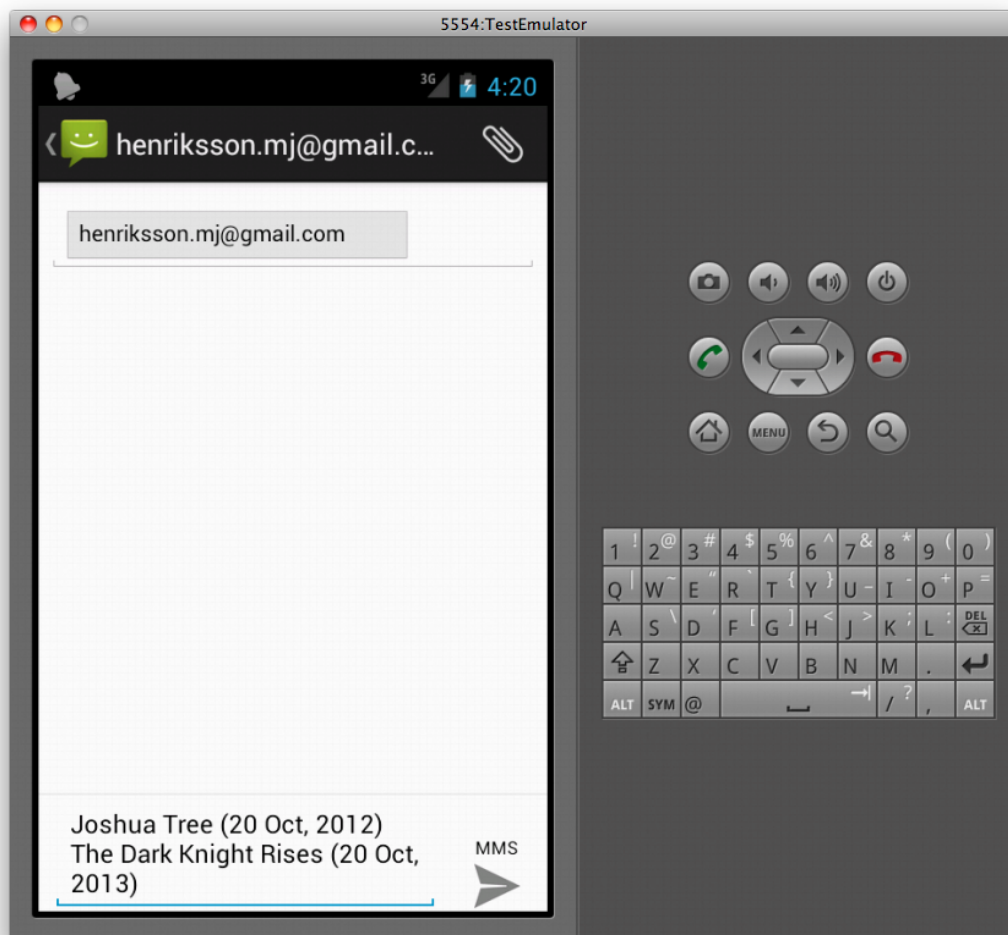 5554:TestEmulator
3G 4:20
henriksson.mj@gmail.c...
henriksson.mj@gmail.com
Joshua Tree (20 Oct, 2012)
The Dark Knight Rises (20 Oct,
2013)
MMS
MENU
1 ! 2 @ 3 # 4 $ 5 % 6 ^ 7 & 8 * 9 ( 0 )
Q | W ~ E " R ` T { Y } U _ I - O + P =
A S \ D ' F [ G ] H < J > K ; L : DEL
Z X C V B N M .
ALT SYM @ / ? , ALT